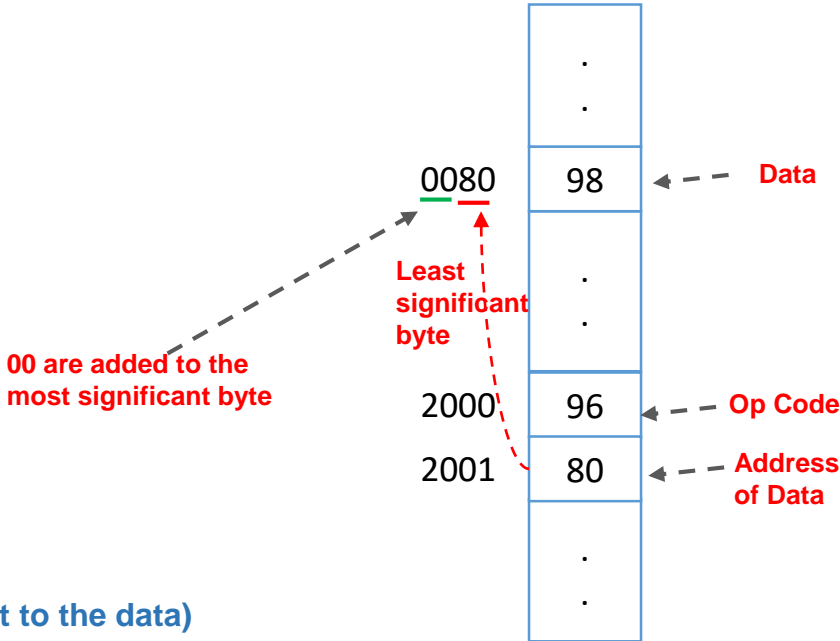 .
.
0080 98 Data
Least
significant
byte
.
.
00 are added to the
most significant byte
2000 96 Op Code
2001 80 Address
of Data
.
.
t to the data)